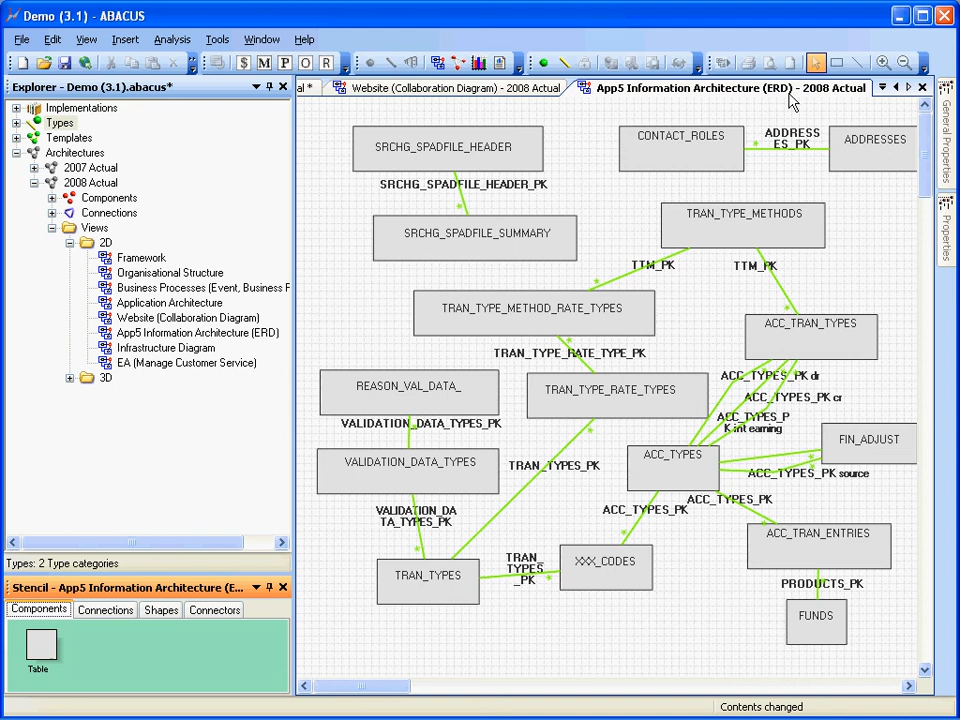 Demo (3.1) - ABACUS
File Edit View Insert Analysis Tools Window Help
$ M P O R
Explorer - Demo (3.1).abacus*
al * Website (Collaboration Diagram) - 2008 Actual App5 Information Architecture (ERD) - 2008 Actual
Implementations
Types
Templates
Architectures
2007 Actual
2008 Actual
Components
Connections
Views
2D
Framework
Organisational Structure
Business Processes (Event, Business F
Application Architecture
Website (Collaboration Diagram)
App5 Information Architecture (ERD)
Infrastructure Diagram
EA (Manage Customer Service)
3D
Types: 2 Type categories
Stencil - App5 Information Architecture (E...
Components Connections Shapes Connectors
Table
SRCHG_SPADFILE_HEADER
SRCHG_SPADFILE_HEADER_PK
SRCHG_SPADFILE_SUMMARY
CONTACT_ROLES
ADDRESS
ES_PK
ADDRESSES
TRAN_TYPE_METHODS
TTM_PK
TTM_PK
TRAN_TYPE_METHOD_RATE_TYPES
ACC_TRAN_TYPES
TRAN_TYPE_RATE_TYPE_PK
REASON_VAL_DATA_
TRAN_TYPE_RATE_TYPES
ACC_TYPES_PK dr
ACC_TYPES_PK cr
ACC_TYPES_P
K int earning
VALIDATION_DATA_TYPES_PK
FIN_ADJUST
VALIDATION_DATA_TYPES
TRAN_TYPES_PK
ACC_TYPES
ACC_TYPES_PK source
ACC_TYPES_PK
ACC_TYPES_PK
VALIDATION_DA
TA_TYPES_PK
ACC_TRAN_ENTRIES
TRAN_TYPES
TRAN_
TYPES
_PK
XXX_CODES
PRODUCTS_PK
FUNDS
General Properties
Properties
Contents changed